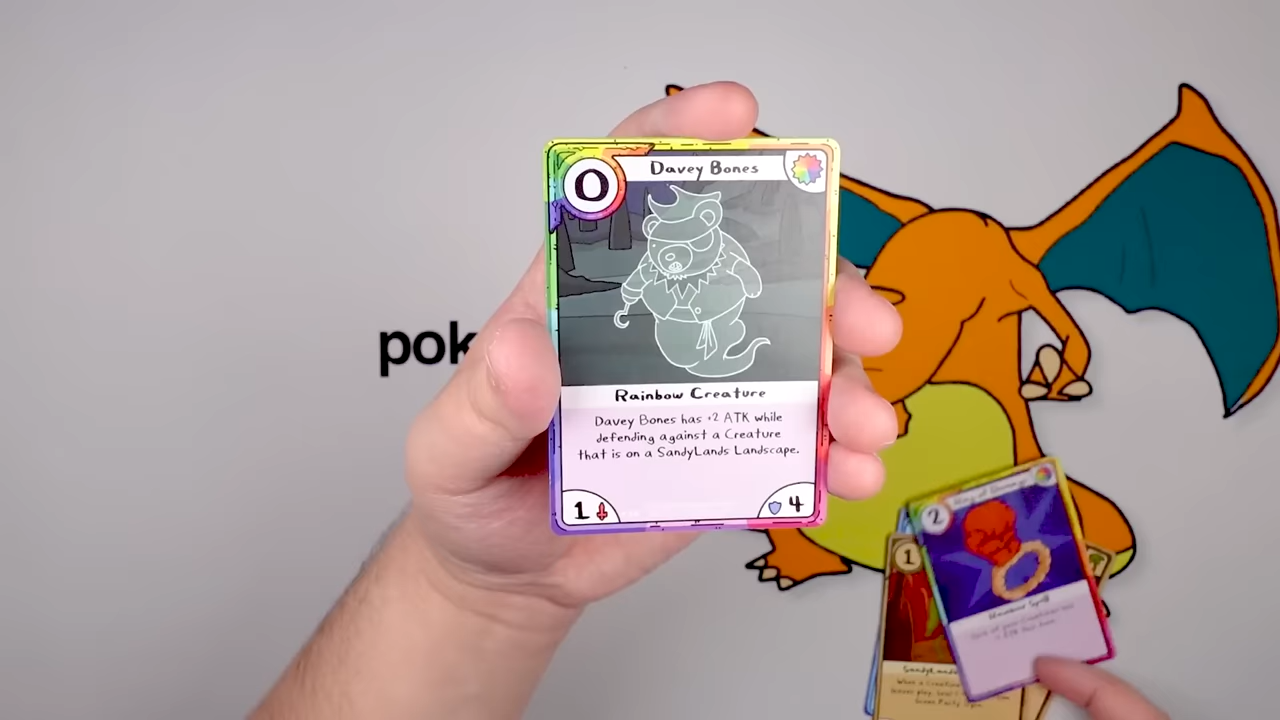 0
Davey Bones
pok
Rainbow Creature
Davey Bones has +2 ATK while
defending against a Creature
that is on a SandyLands Landscape.
1
4
2
1